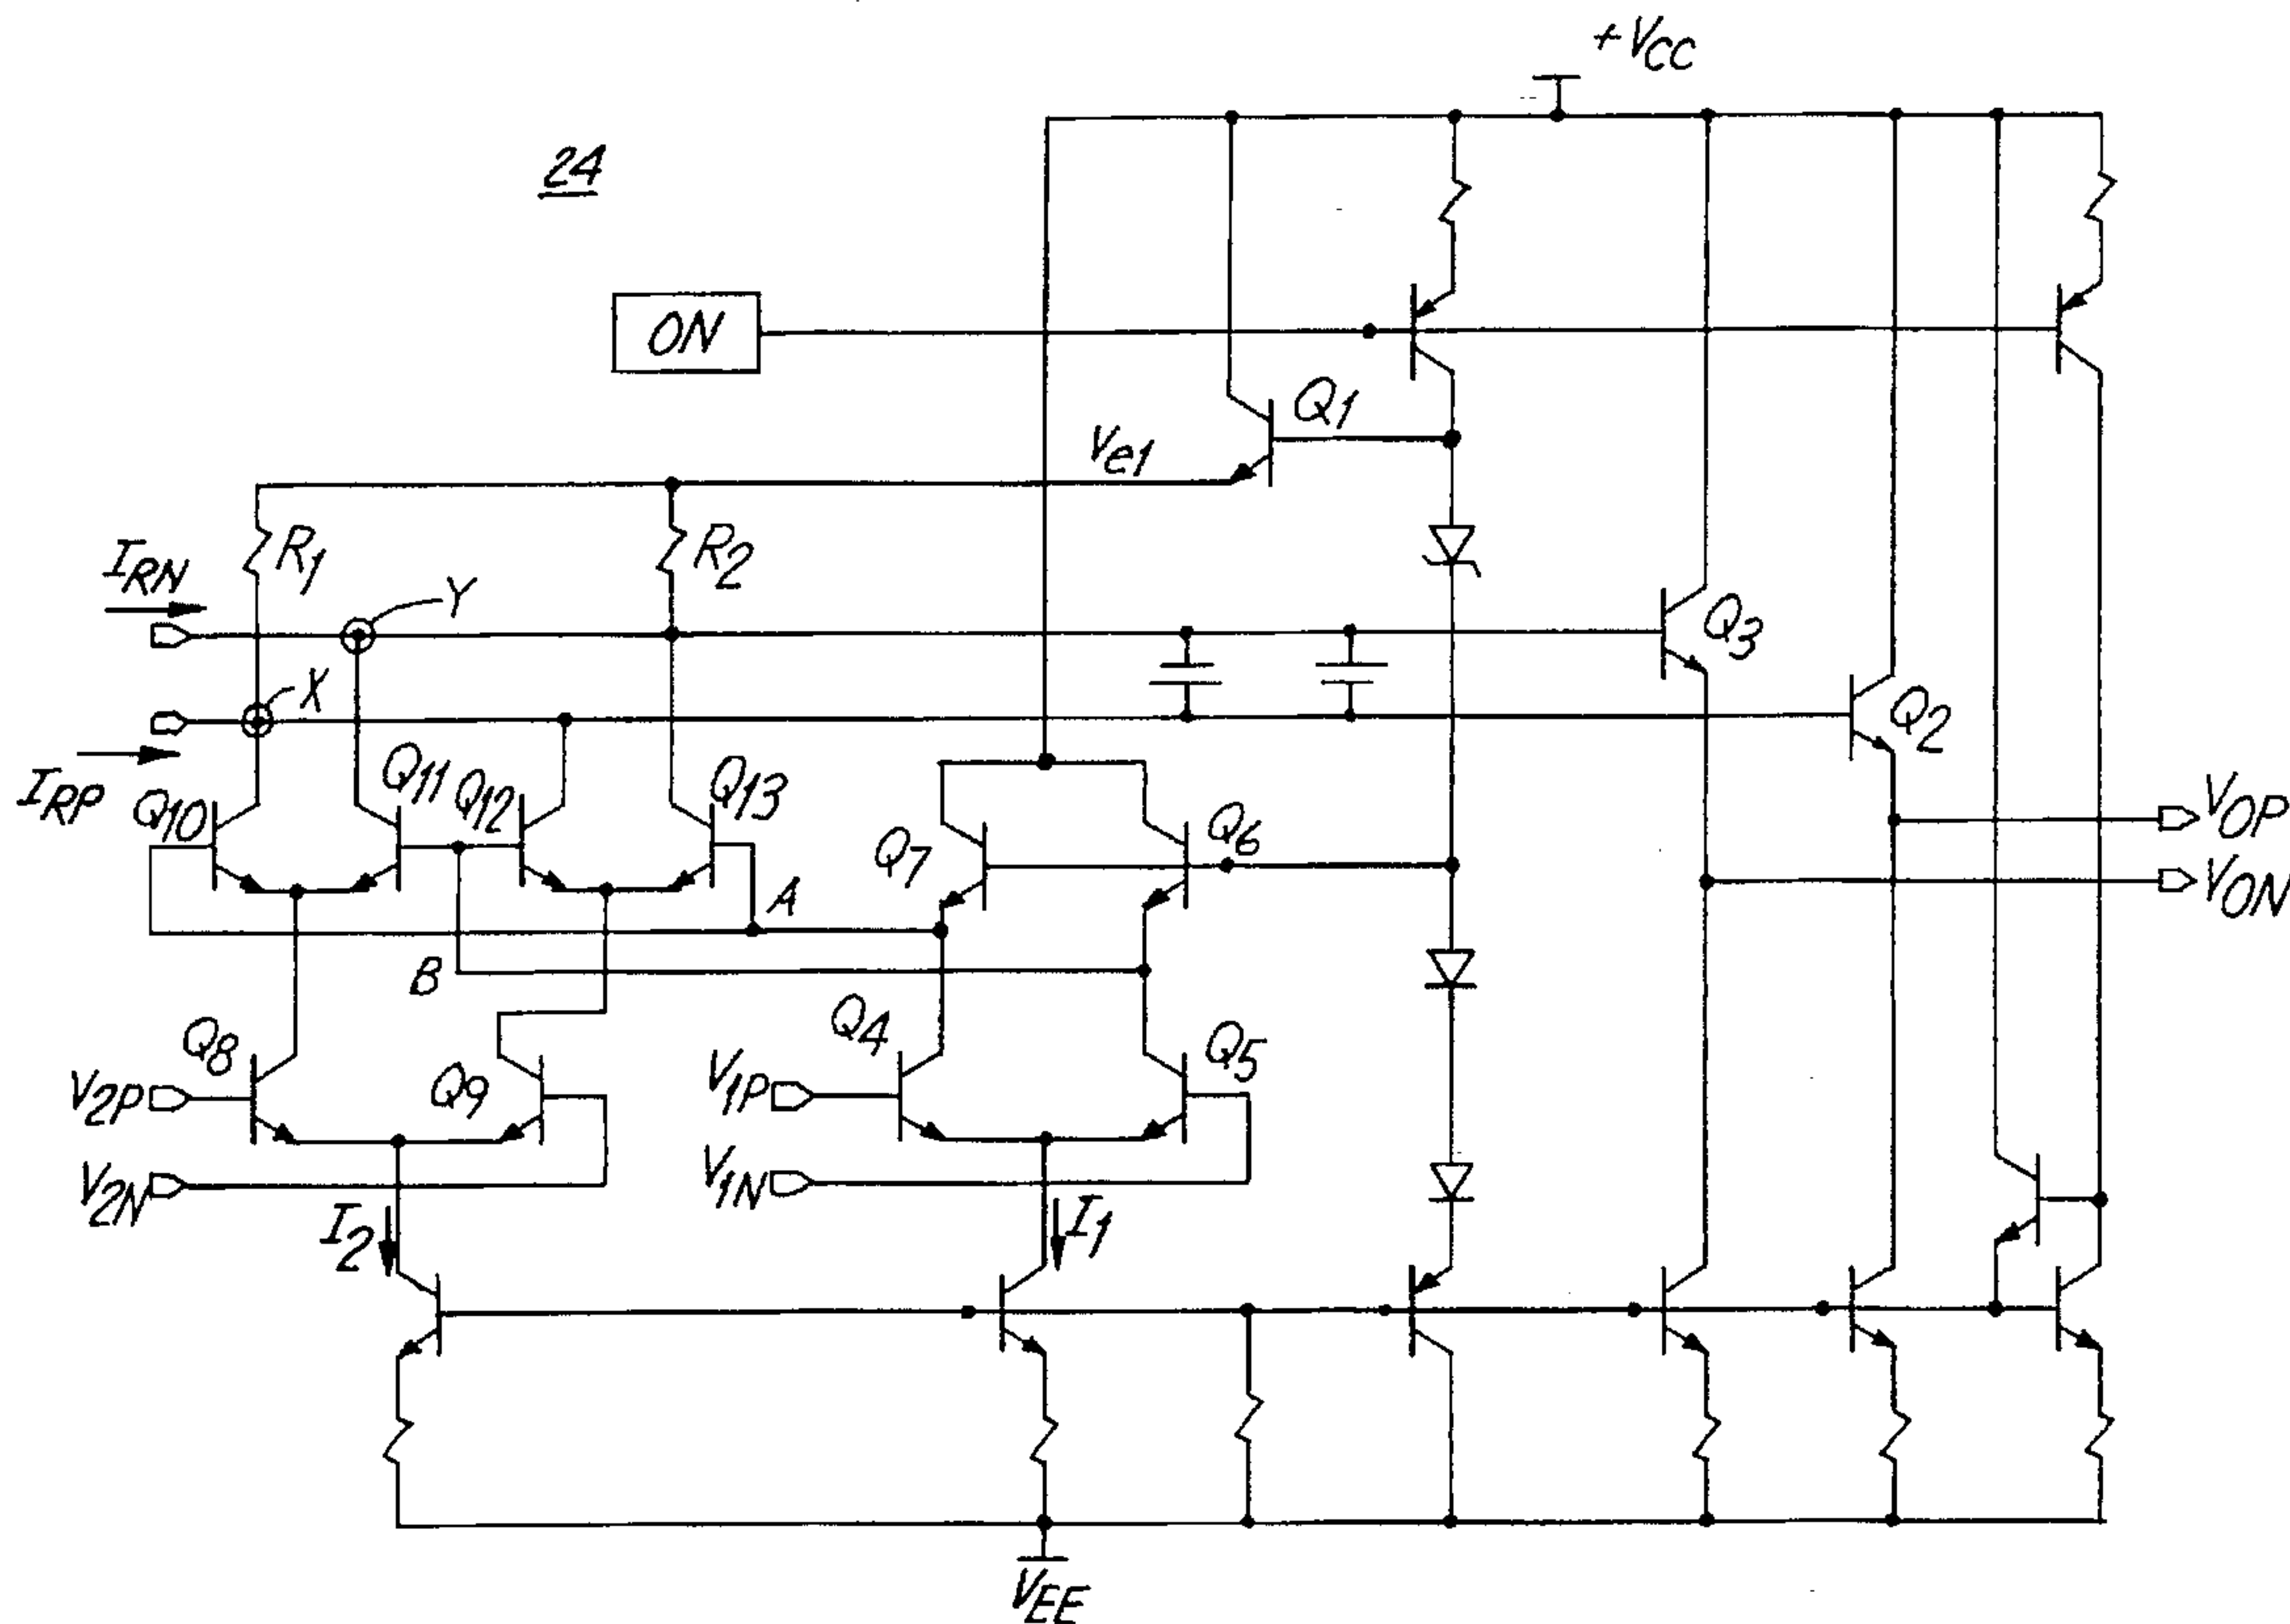 +VCC
24
ON
Q1
Ve1
R1
R2
IRN
Y
Q3
X
Q2
IRP
Q10
Q11
Q12
Q13
Q7
Q6
VOP
A
VON
B
Q8
Q9
Q4
Q5
V2P
V1P
V2N
V1N
I2
I1
VEE